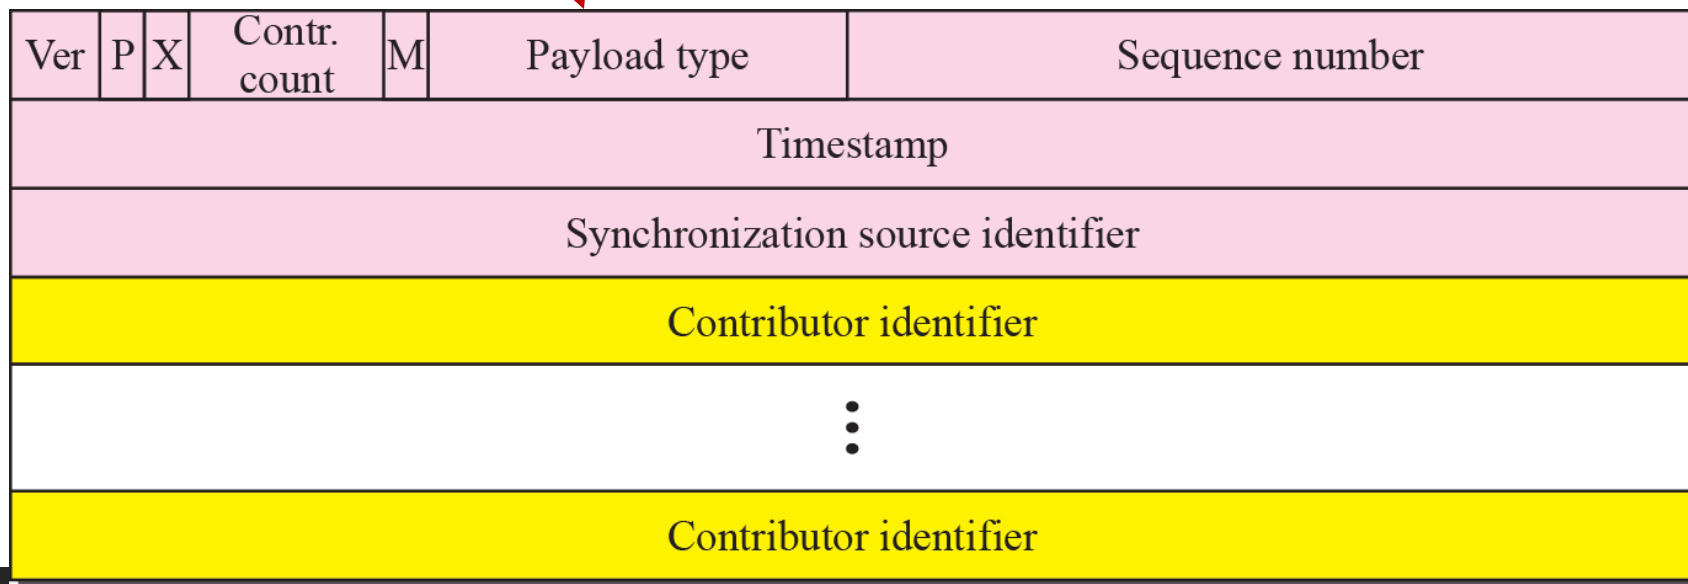 Ver P X Contr. count M Payload type Sequence number
Timestamp
Synchronization source identifier
Contributor identifier
Contributor identifier